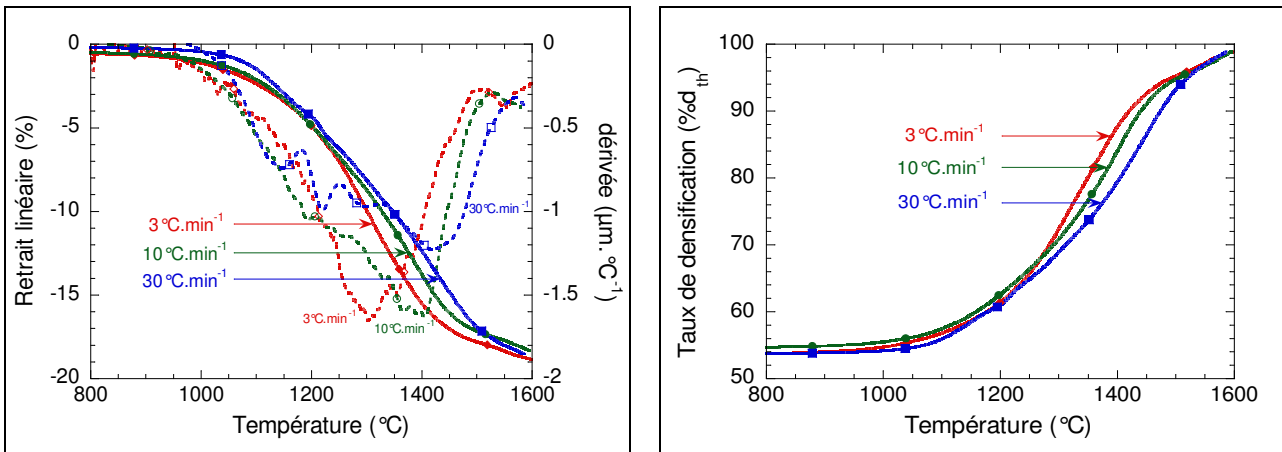 0
-5
-10
-15
-20
Retrait linéaire (%)
0
-0.5
-1
-1.5
-2
dérivée (µm.°C⁻¹)
3°C.min⁻¹
10°C.min⁻¹
30°C.min⁻¹
3°C.min⁻¹
10°C.min⁻¹
30°C.min⁻¹
800 1000 1200 1400 1600
Température (°C)
100
90
80
70
60
50
Taux de densification (%d th)
3°C.min⁻¹
10°C.min⁻¹
30°C.min⁻¹
800 1000 1200 1400 1600
Température (°C)